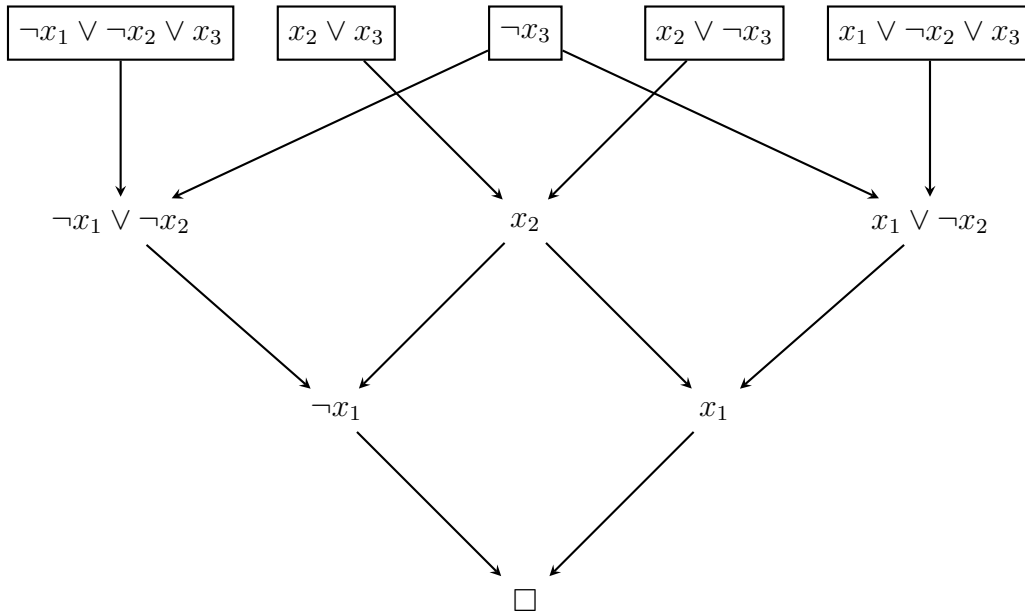 ¬x₁ ∨ ¬x₂ ∨ x₃ x₂ ∨ x₃ ¬x₃ x₂ ∨ ¬x₃ x₁ ∨ ¬x₂ ∨ x₃
¬x₁ ∨ ¬x₂ x₂ x₁ ∨ ¬x₂
¬x₁ x₁
□